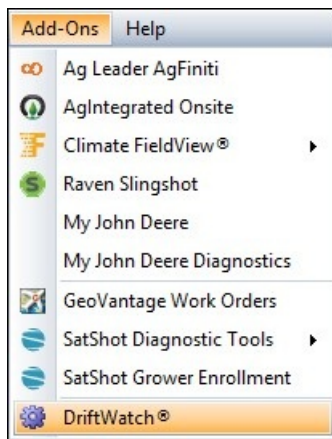 Add-Ons Help
Ag Leader AgFiniti
AgIntegrated Onsite
Climate FieldView®
Raven Slingshot
My John Deere
My John Deere Diagnostics
GeoVantage Work Orders
SatShot Diagnostic Tools
SatShot Grower Enrollment
DriftWatch®